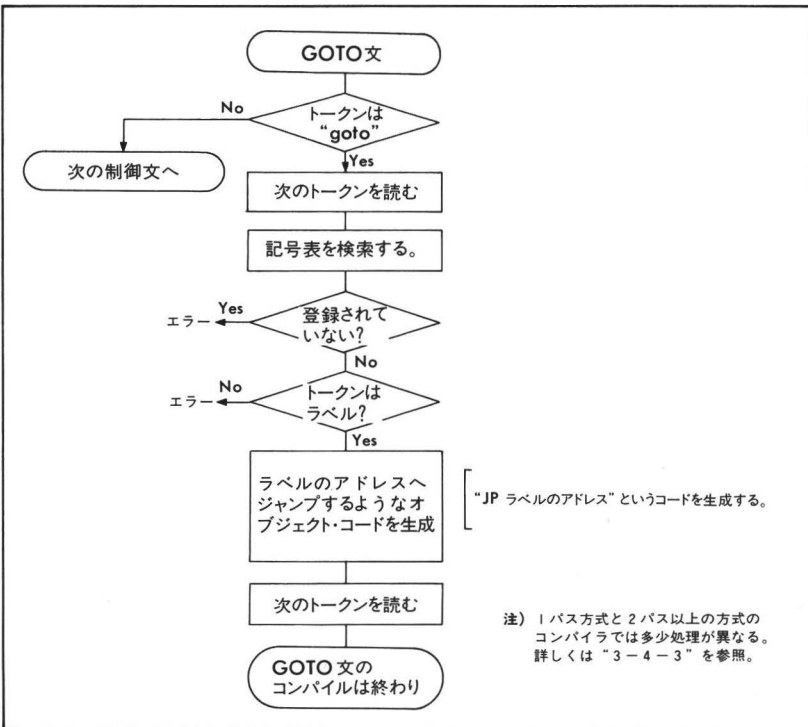 GOTO文
No
トークンは
"goto"
Yes
次の制御文へ
次のトークンを読む
記号表を検索する。
エラー
Yes
登録されて
いない?
No
エラー
No
トークンは
ラベル?
Yes
ラベルのアドレスへ
ジャンプするようなオ
ブジェクト・コードを生成
"JP ラベルのアドレス" というコードを生成する。
次のトークンを読む
注) 1パス方式と2パス以上の方式の
コンパイラでは多少処理が異なる。
詳しくは "3－4－3" を参照。
GOTO文の
コンパイルは終わり